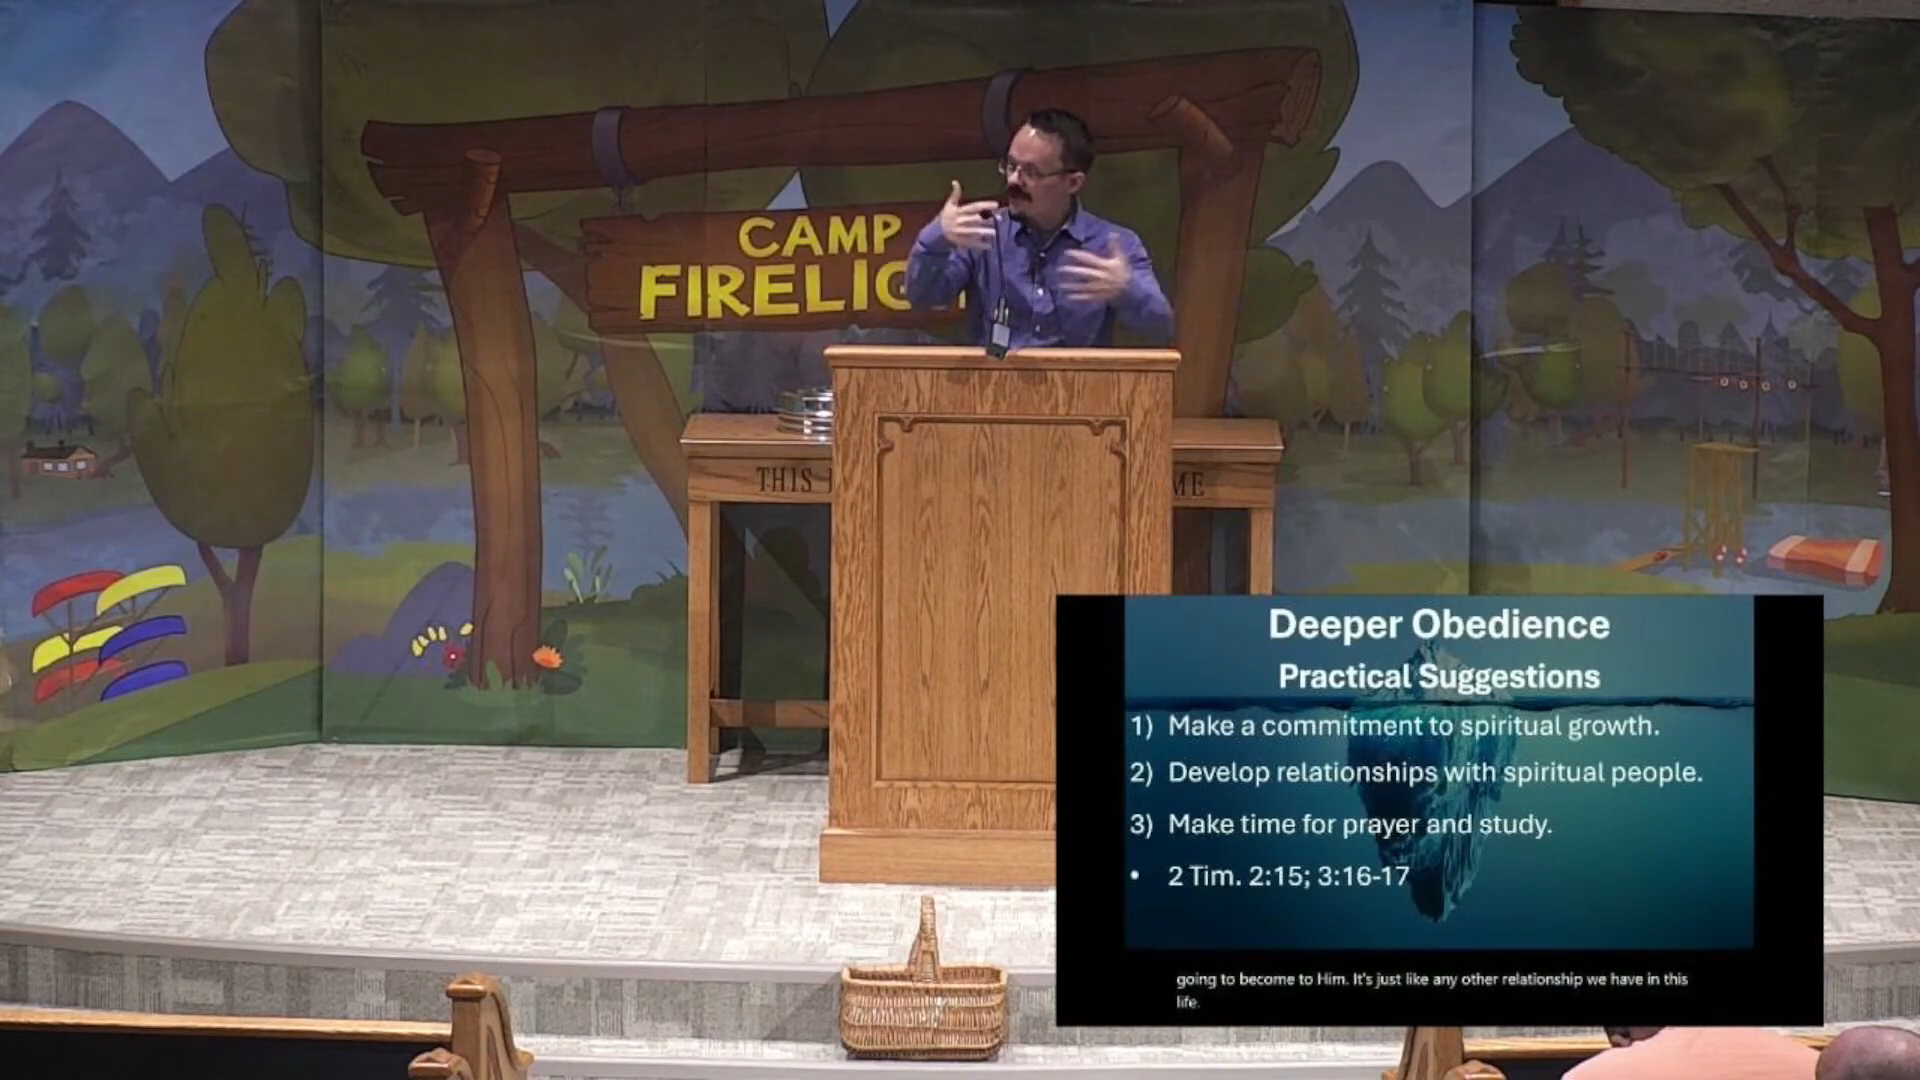 CAMP
FIRELIG
THIS
ME
Deeper Obedience
Practical Suggestions
1) Make a commitment to spiritual growth.
2) Develop relationships with spiritual people.
3) Make time for prayer and study.
• 2 Tim. 2:15; 3:16-17
going to become to Him. It's just like any other relationship we have in this
life.